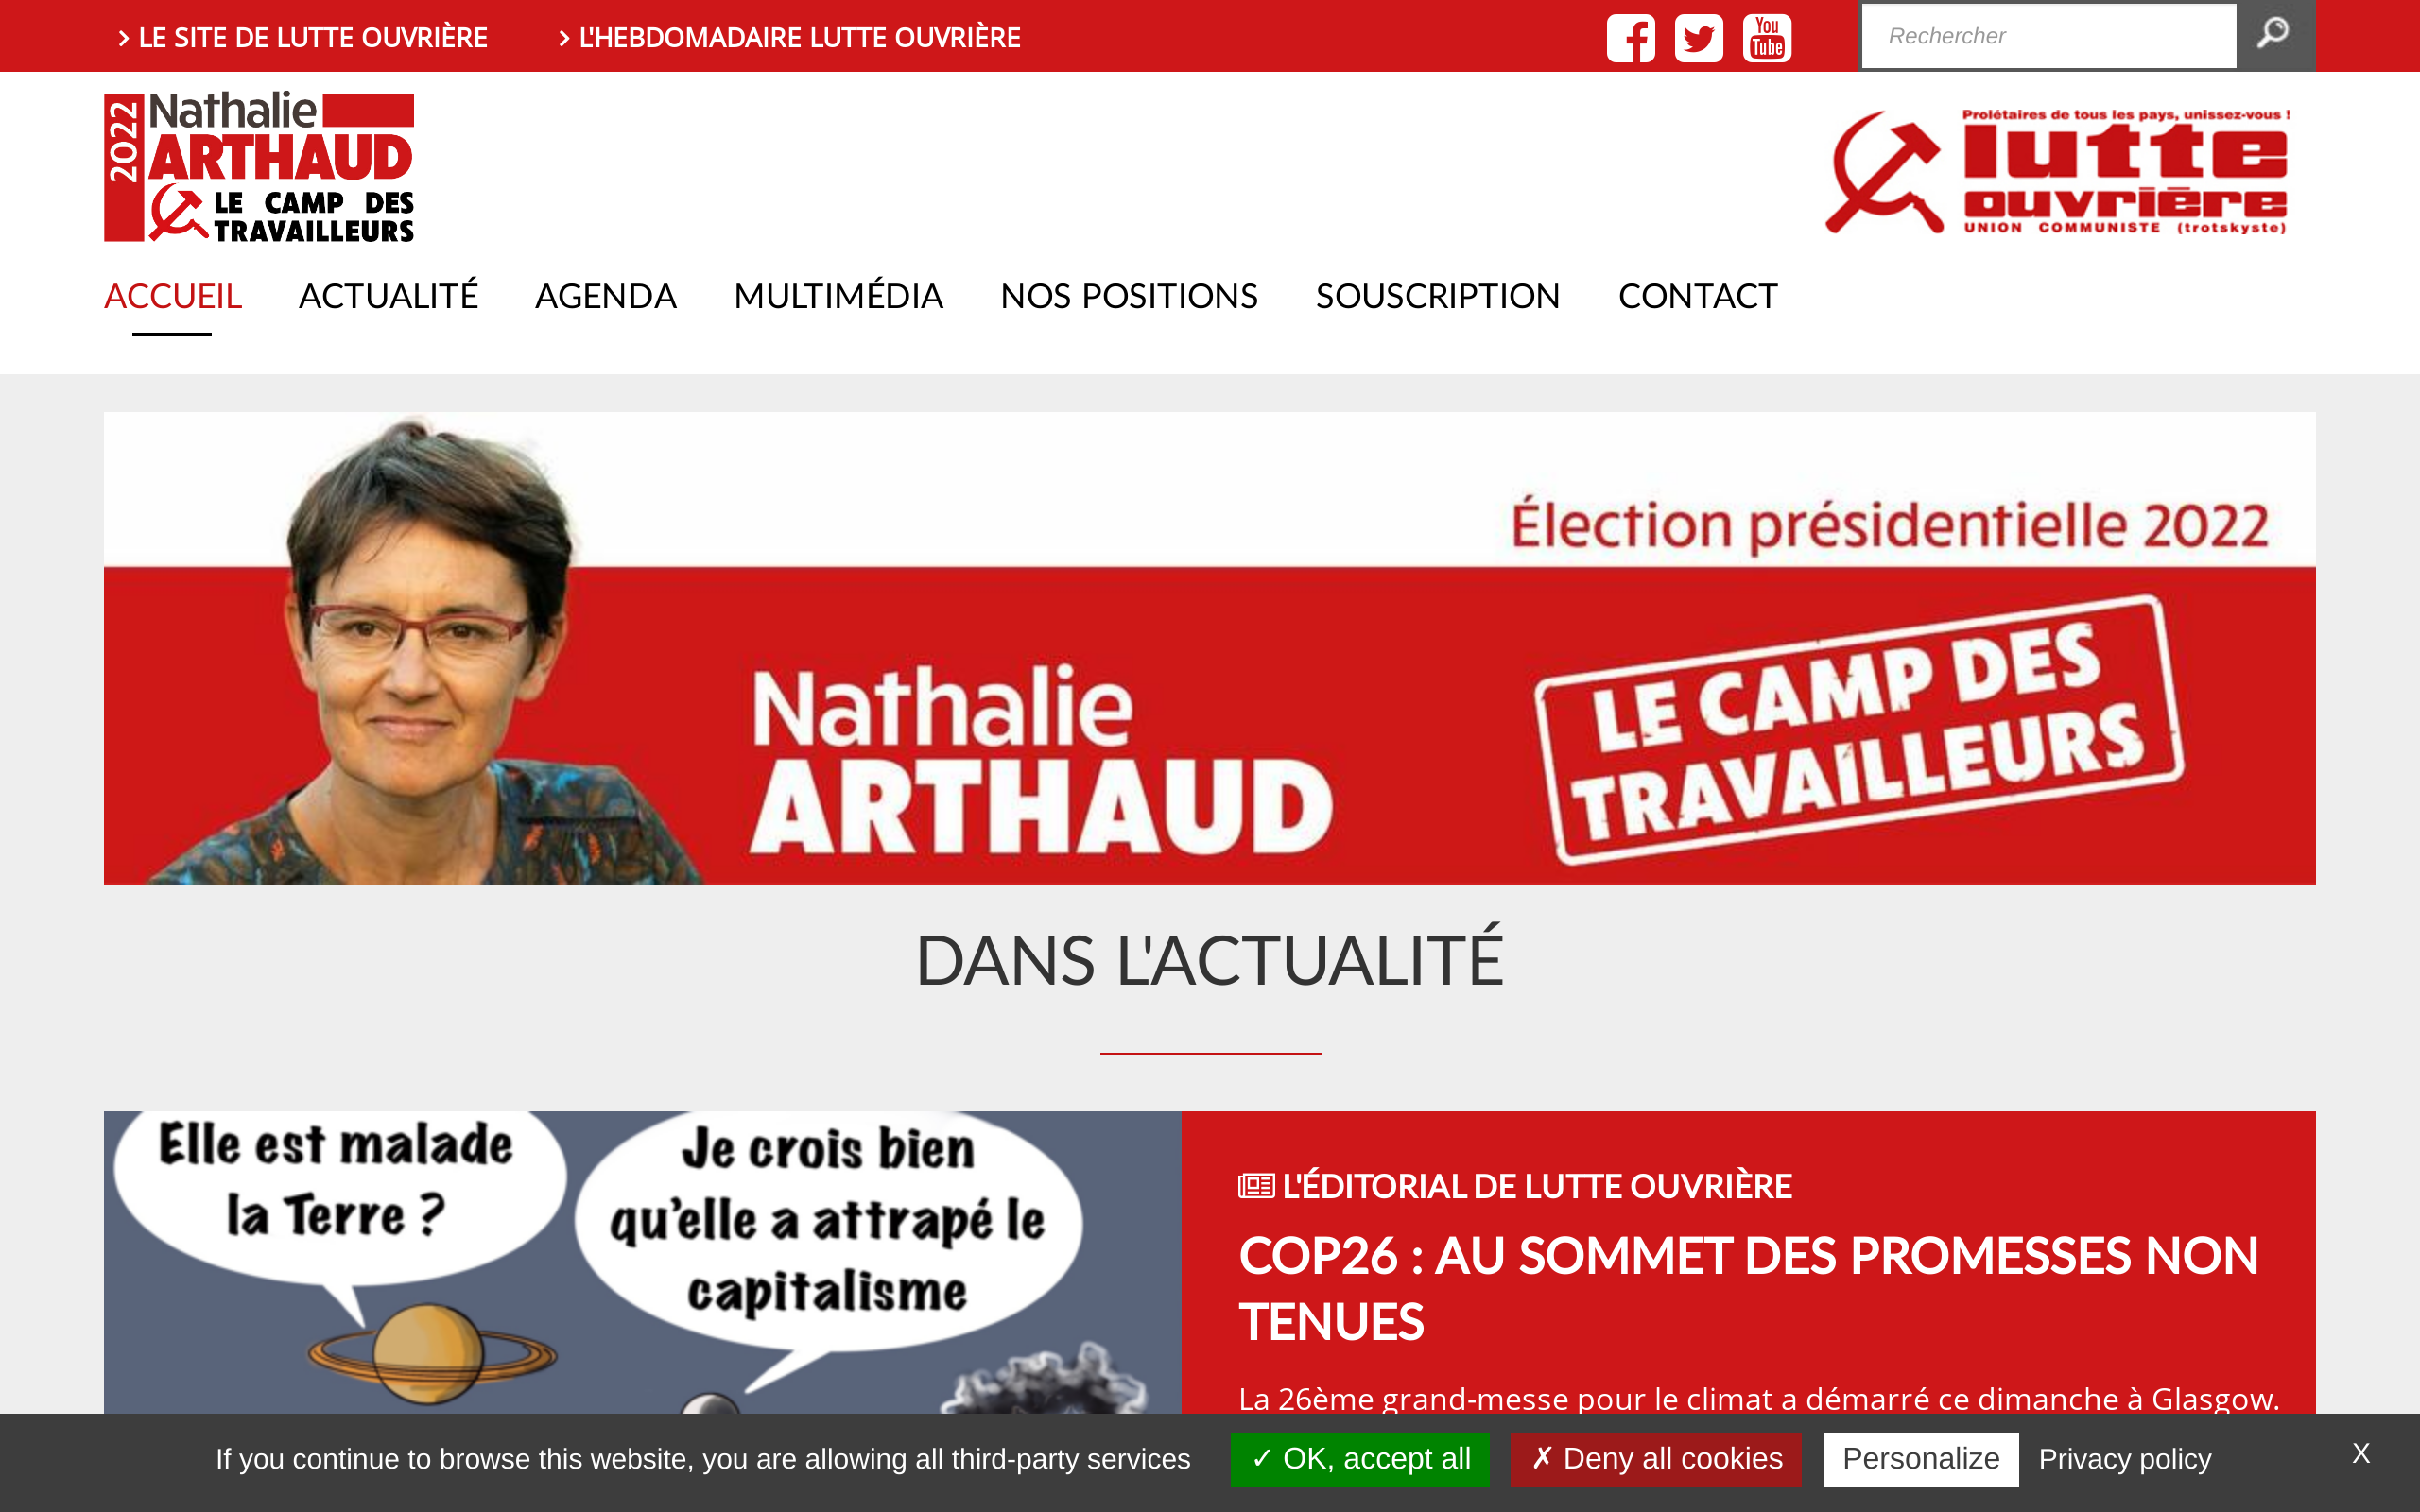 LE SITE DE LUTTE OUVRIÈRE
L'HEBDOMADAIRE LUTTE OUVRIÈRE
You
Tube
Rechercher
2022
Nathalie
ARTHAUD
LE CAMP DES
TRAVAILLEURS
Prolétaires de tous les pays, unissez-vous !
lutte
ouvrière
UNION COMMUNISTE (trotskyste)
ACCUEIL
ACTUALITÉ
AGENDA
MULTIMÉDIA
NOS POSITIONS
SOUSCRIPTION
CONTACT
Élection présidentielle 2022
Nathalie
ARTHAUD
LE CAMP DES
TRAVAILLEURS
DANS L'ACTUALITÉ
Elle est malade
la Terre ?
Je crois bien
qu'elle a attrapé le
capitalisme
L'ÉDITORIAL DE LUTTE OUVRIÈRE
COP26 : AU SOMMET DES PROMESSES NON
TENUES
La 26ème grand-messe pour le climat a démarré ce dimanche à Glasgow.
If you continue to browse this website, you are allowing all third-party services
✓ OK, accept all
✗ Deny all cookies
Personalize
Privacy policy
X